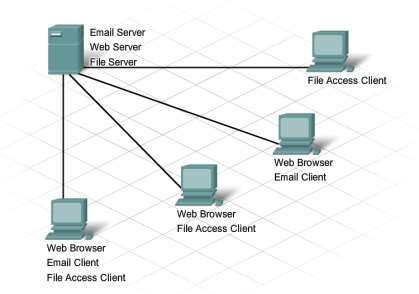 Email Server
Web Server
File Server
File Access Client
Web Browser
Email Client
Web Browser
File Access Client
Web Browser
Email Client
File Access Client